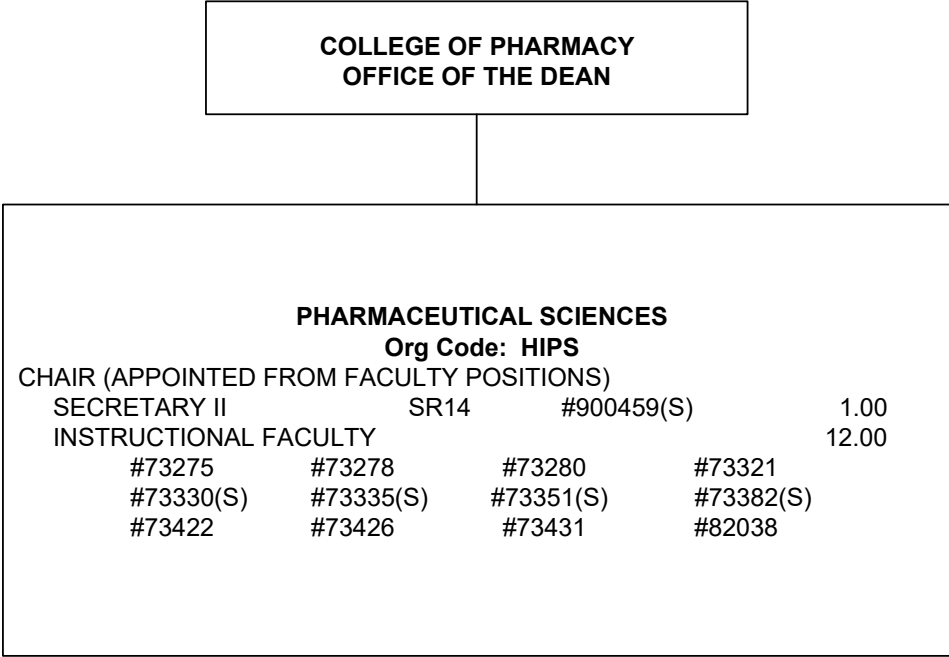 COLLEGE OF PHARMACY
OFFICE OF THE DEAN
PHARMACEUTICAL SCIENCES
Org Code: HIPS
CHAIR (APPOINTED FROM FACULTY POSITIONS)
SECRETARY II SR14 #900459(S) 1.00
INSTRUCTIONAL FACULTY 12.00
#73275 #73278 #73280 #73321
#73330(S) #73335(S) #73351(S) #73382(S)
#73422 #73426 #73431 #82038